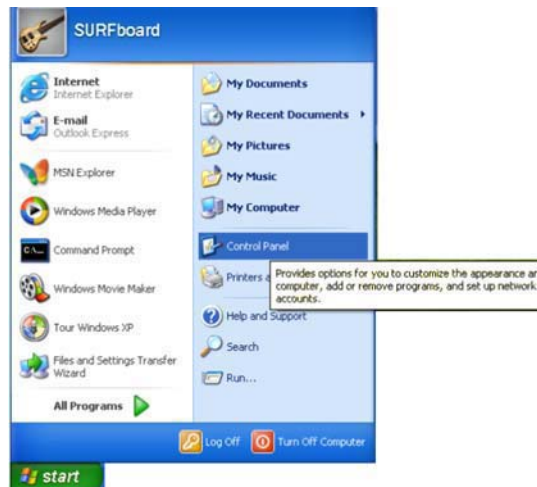 SURFboard
Internet
Internet Explorer
E-mail
Outlook Express
MSN Explorer
Windows Media Player
C:\_
Command Prompt
Windows Movie Maker
Tour Windows XP
Files and Settings Transfer
Wizard
All Programs
My Documents
My Recent Documents
My Pictures
My Music
My Computer
Control Panel
Printers a
Provides options for you to customize the appearance an
computer, add or remove programs, and set up network
accounts.
Help and Support
Search
Run...
Log Off
Turn Off Computer
start